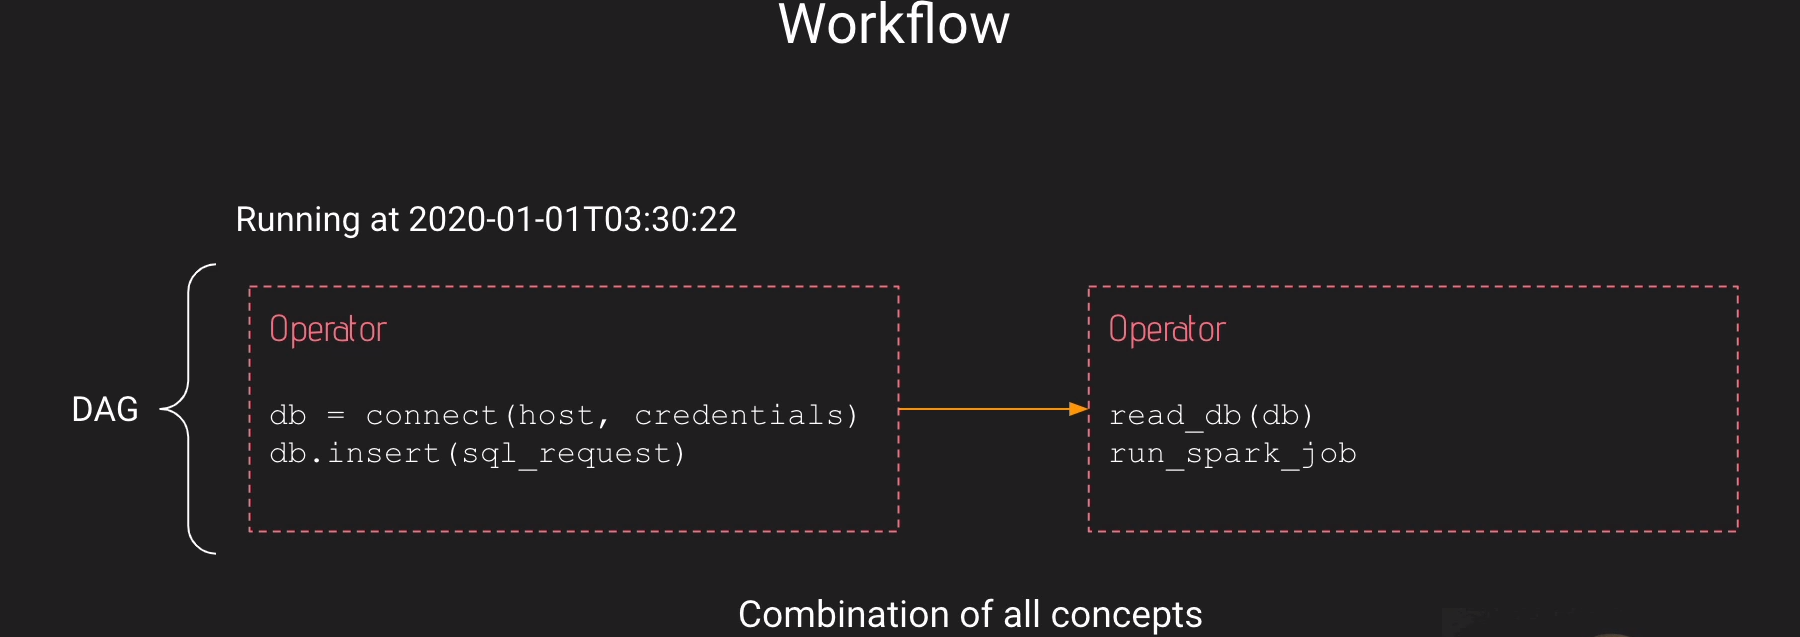 Workflow
Running at 2020-01-01T03:30:22
DAG
Operator
db = connect(host, credentials)
db.insert(sql_request)
Operator
read_db(db)
run_spark_job
Combination of all concepts